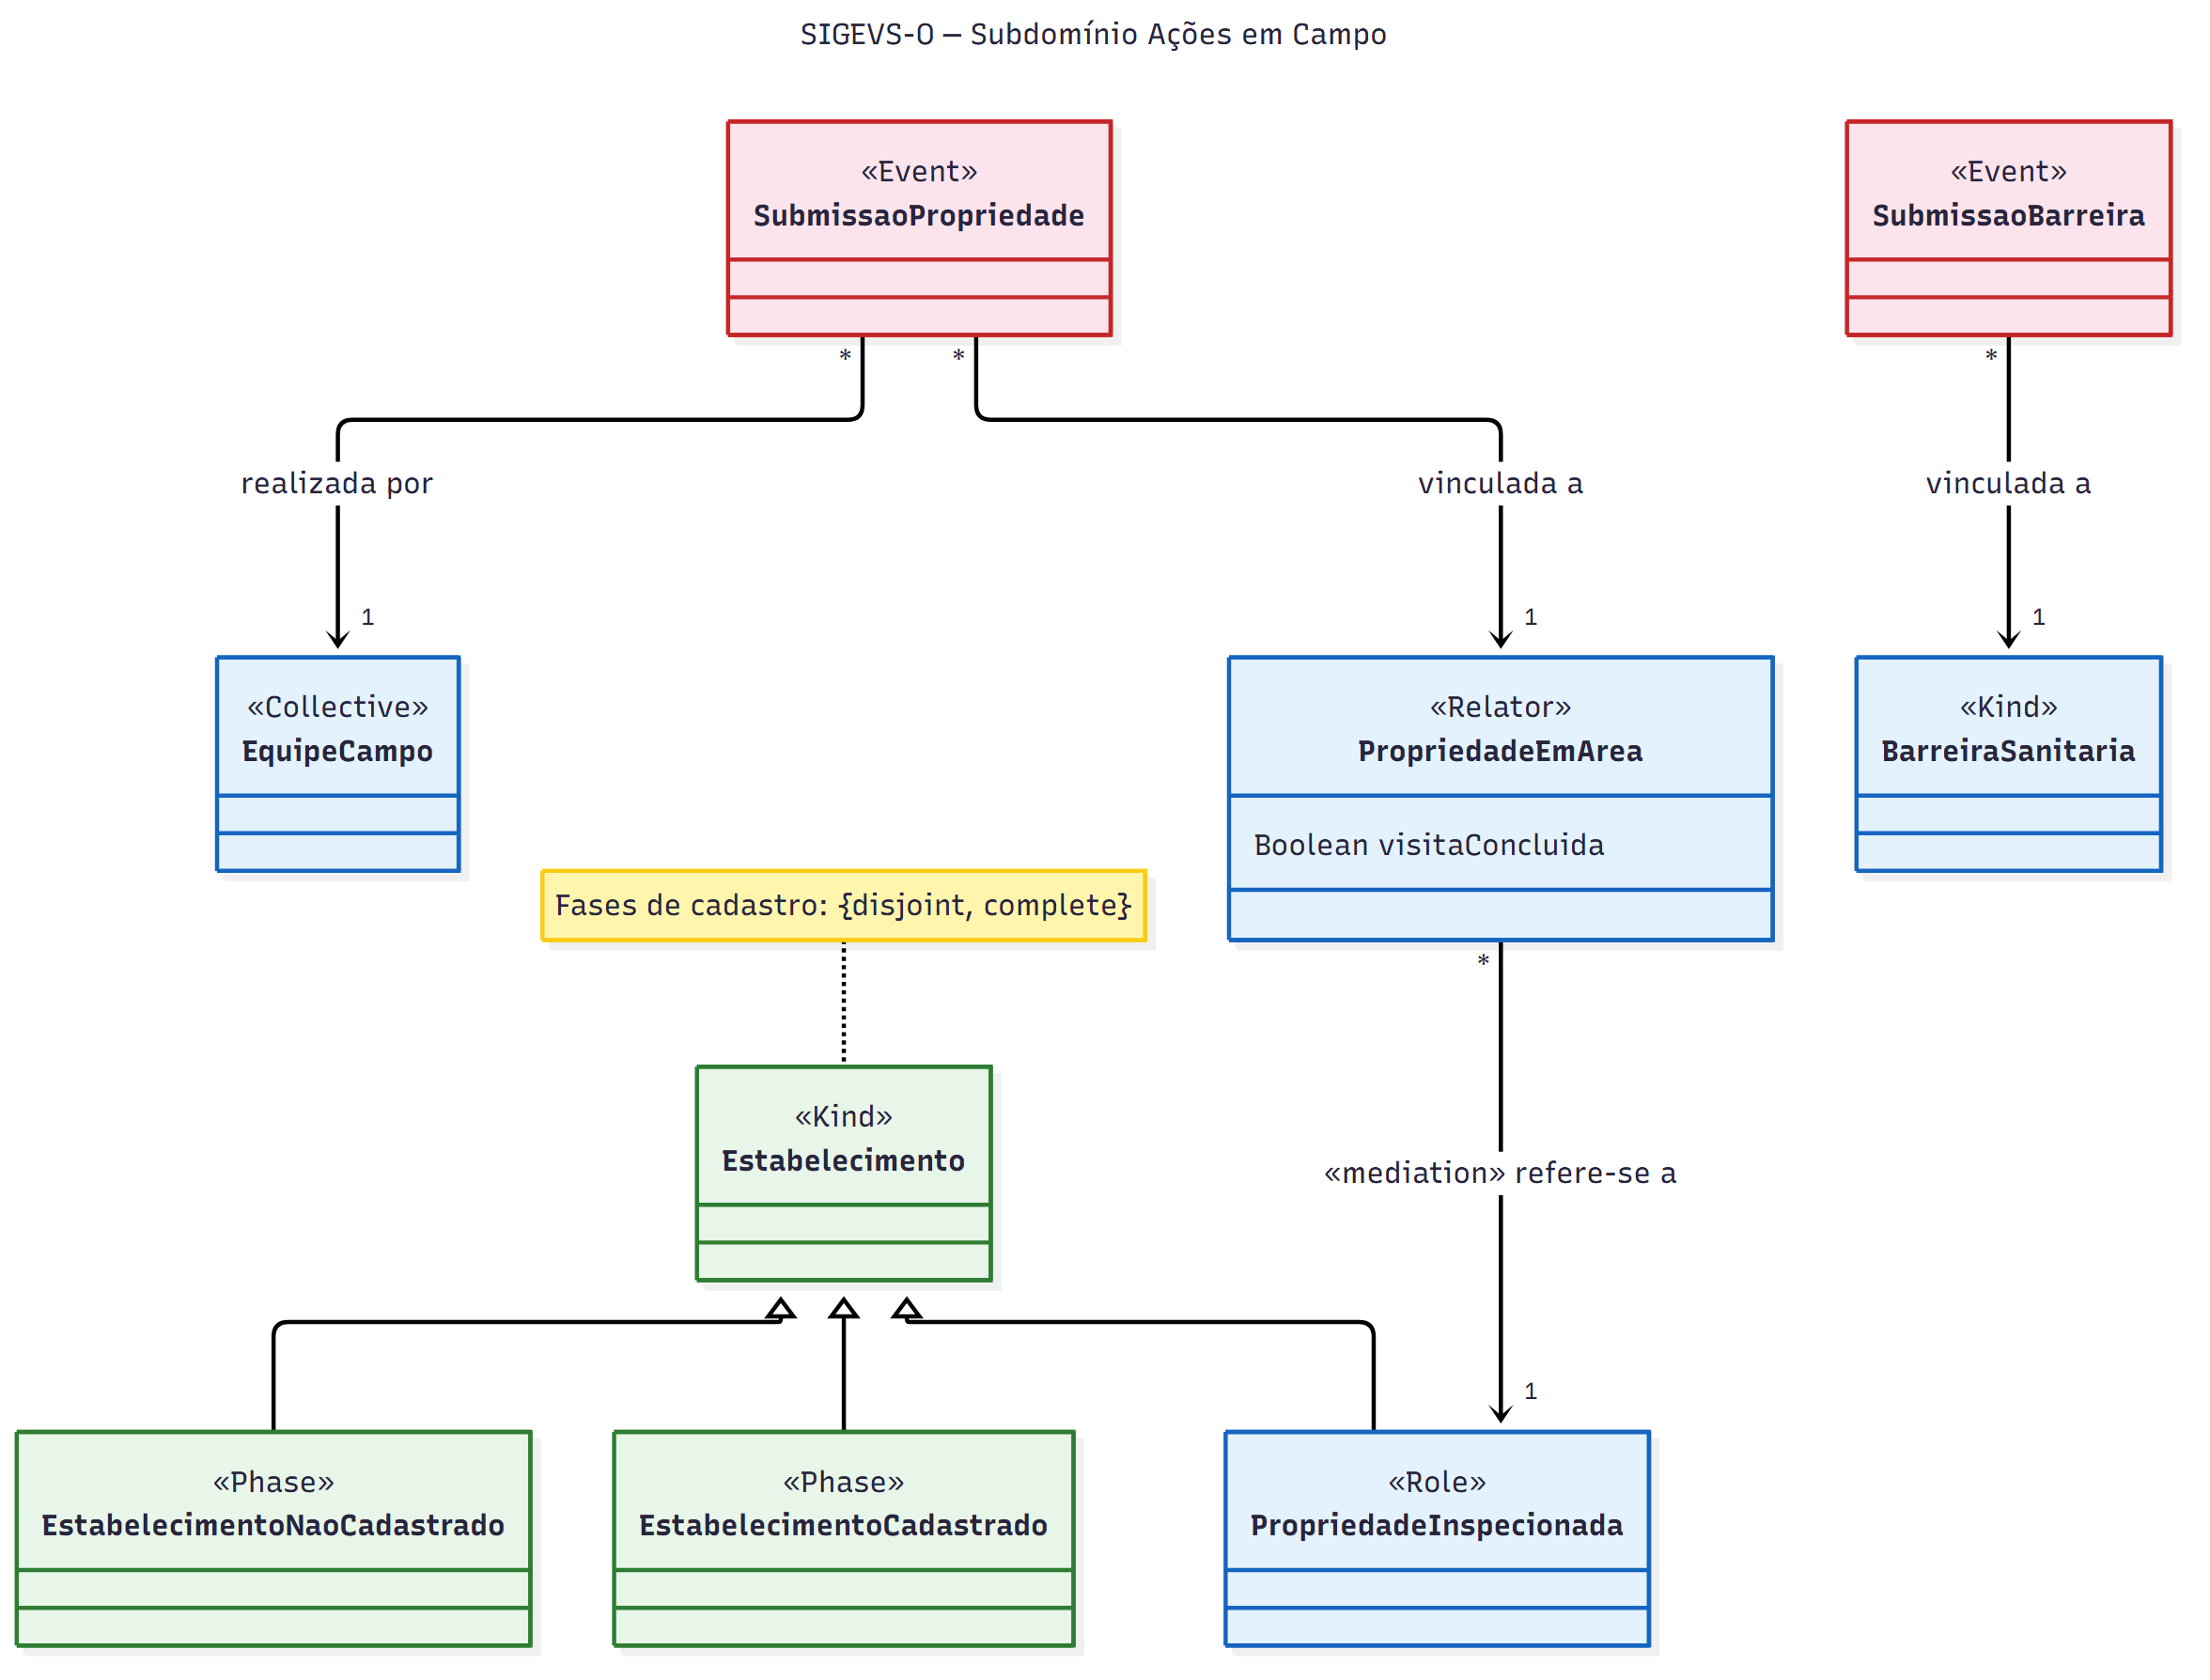 SIGEVS-O — Subdomínio Ações em Campo
«Event»
SubmissaoPropriedade
«Event»
SubmissaoBarreira
*
*
*
realizada por
vinculada a
vinculada a
1
1
1
«Collective»
EquipeCampo
«Relator»
PropriedadeEmArea
Boolean visitaConcluida
«Kind»
BarreiraSanitaria
Fases de cadastro: {disjoint, complete}
*
«Kind»
Estabelecimento
«mediation» refere-se a
1
«Phase»
EstabelecimentoNaoCadastrado
«Phase»
EstabelecimentoCadastrado
«Role»
PropriedadeInspecionada